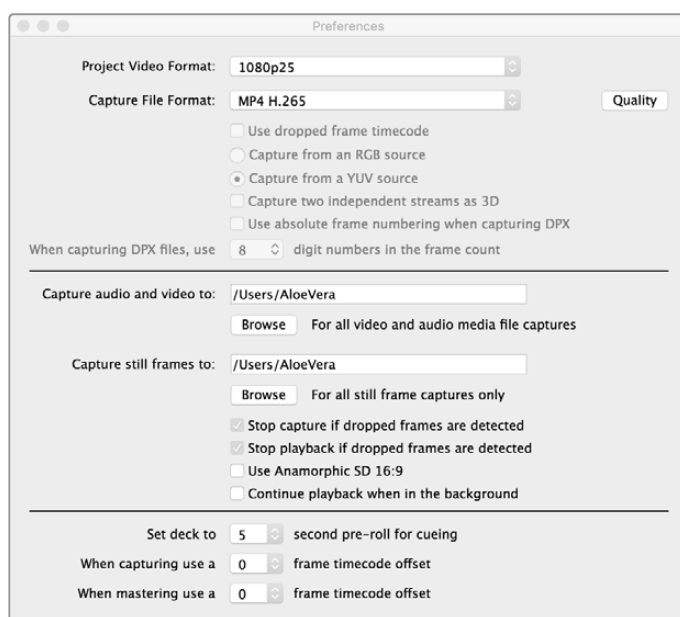 Preferences
Project Video Format: 1080p25
Capture File Format: MP4 H.265 Quality
Use dropped frame timecode
Capture from an RGB source
Capture from a YUV source
Capture two independent streams as 3D
Use absolute frame numbering when capturing DPX
When capturing DPX files, use 8 digit numbers in the frame count
Capture audio and video to: /Users/AloeVera
Browse For all video and audio media file captures
Capture still frames to: /Users/AloeVera
Browse For all still frame captures only
Stop capture if dropped frames are detected
Stop playback if dropped frames are detected
Use Anamorphic SD 16:9
Continue playback when in the background
Set deck to 5 second pre-roll for cueing
When capturing use a 0 frame timecode offset
When mastering use a 0 frame timecode offset